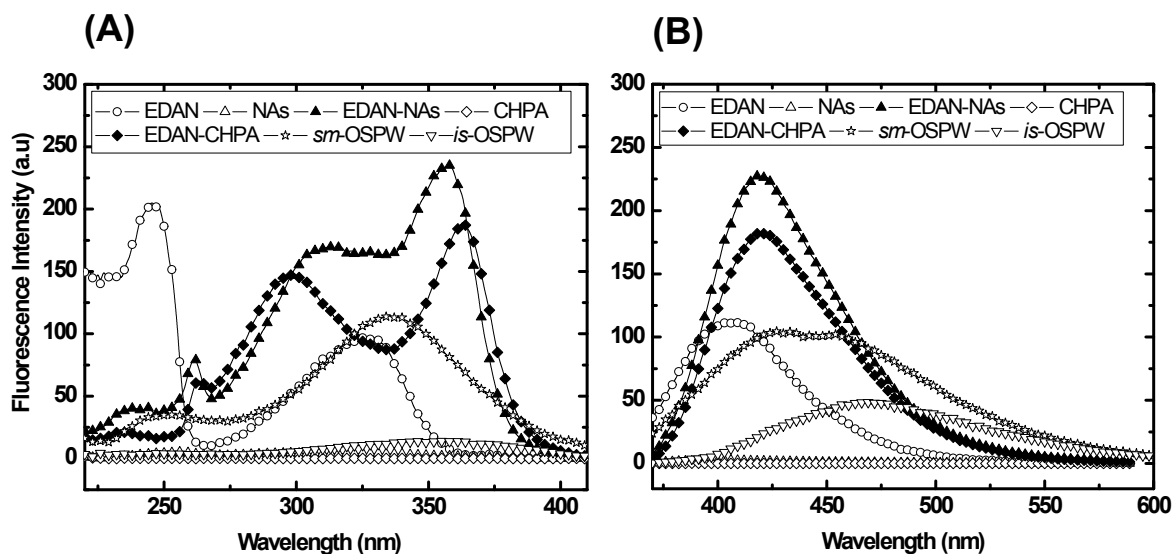 (A)
(B)
300
EDAN NAs EDAN-NAs CHPA
EDAN-CHPA sm-OSPW is-OSPW
250
200
150
100
50
0
Fluorescence Intensity (a.u)
250 300 350 400
Wavelength (nm)
300
EDAN NAs EDAN-NAs CHPA
EDAN-CHPA sm-OSPW is-OSPW
250
200
150
100
50
0
400 450 500 550 600
Wavelength (nm)